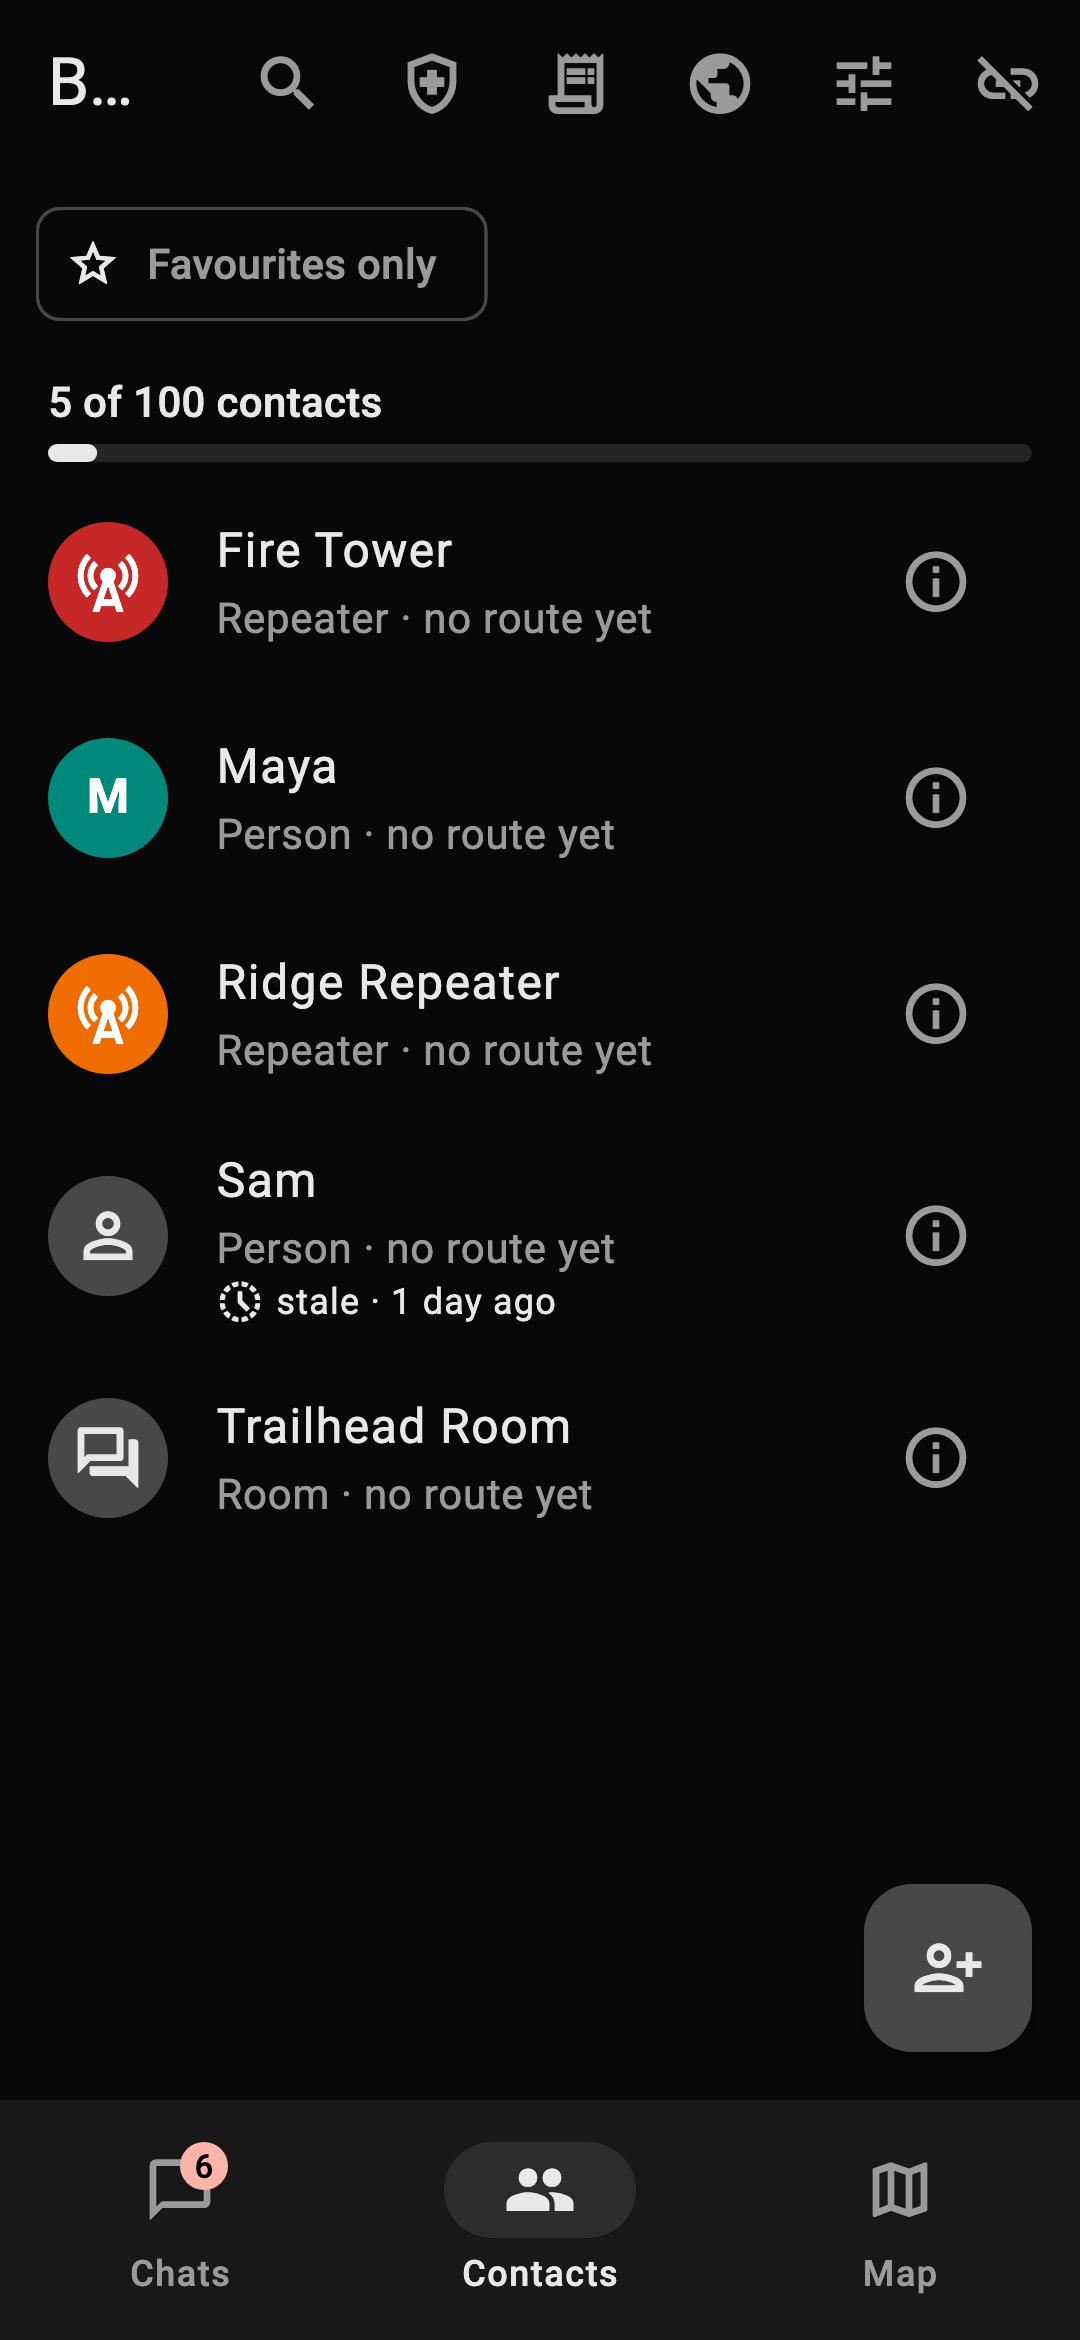 B...
Favourites only
5 of 100 contacts
Fire Tower
Repeater · no route yet
M
Maya
Person · no route yet
Ridge Repeater
Repeater · no route yet
Sam
Person · no route yet
stale · 1 day ago
Trailhead Room
Room · no route yet
6
Chats
Contacts
Map